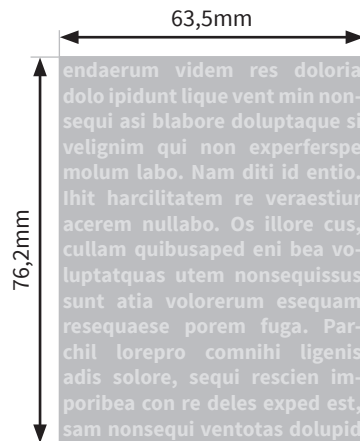 63,5mm
76,2mm
endaerum videm res doloria
dolo ipidunt lique vent min non-
sequi asi blabore doluptaque si
velignim qui non experferspe
molum labo. Nam diti id entio.
Ihit harcilitatem re veraestiur
acerem nullabo. Os illore cus,
cullam quibusaped eni bea vo-
luptatquas utem nonsequissus
sunt atia volorerum esequam
resequaese porem fuga. Par-
chil lorepro comnihi ligenis
adis solore, sequi rescien im-
poribea con re deles exped est,
sam nonsequi ventotas dolupid